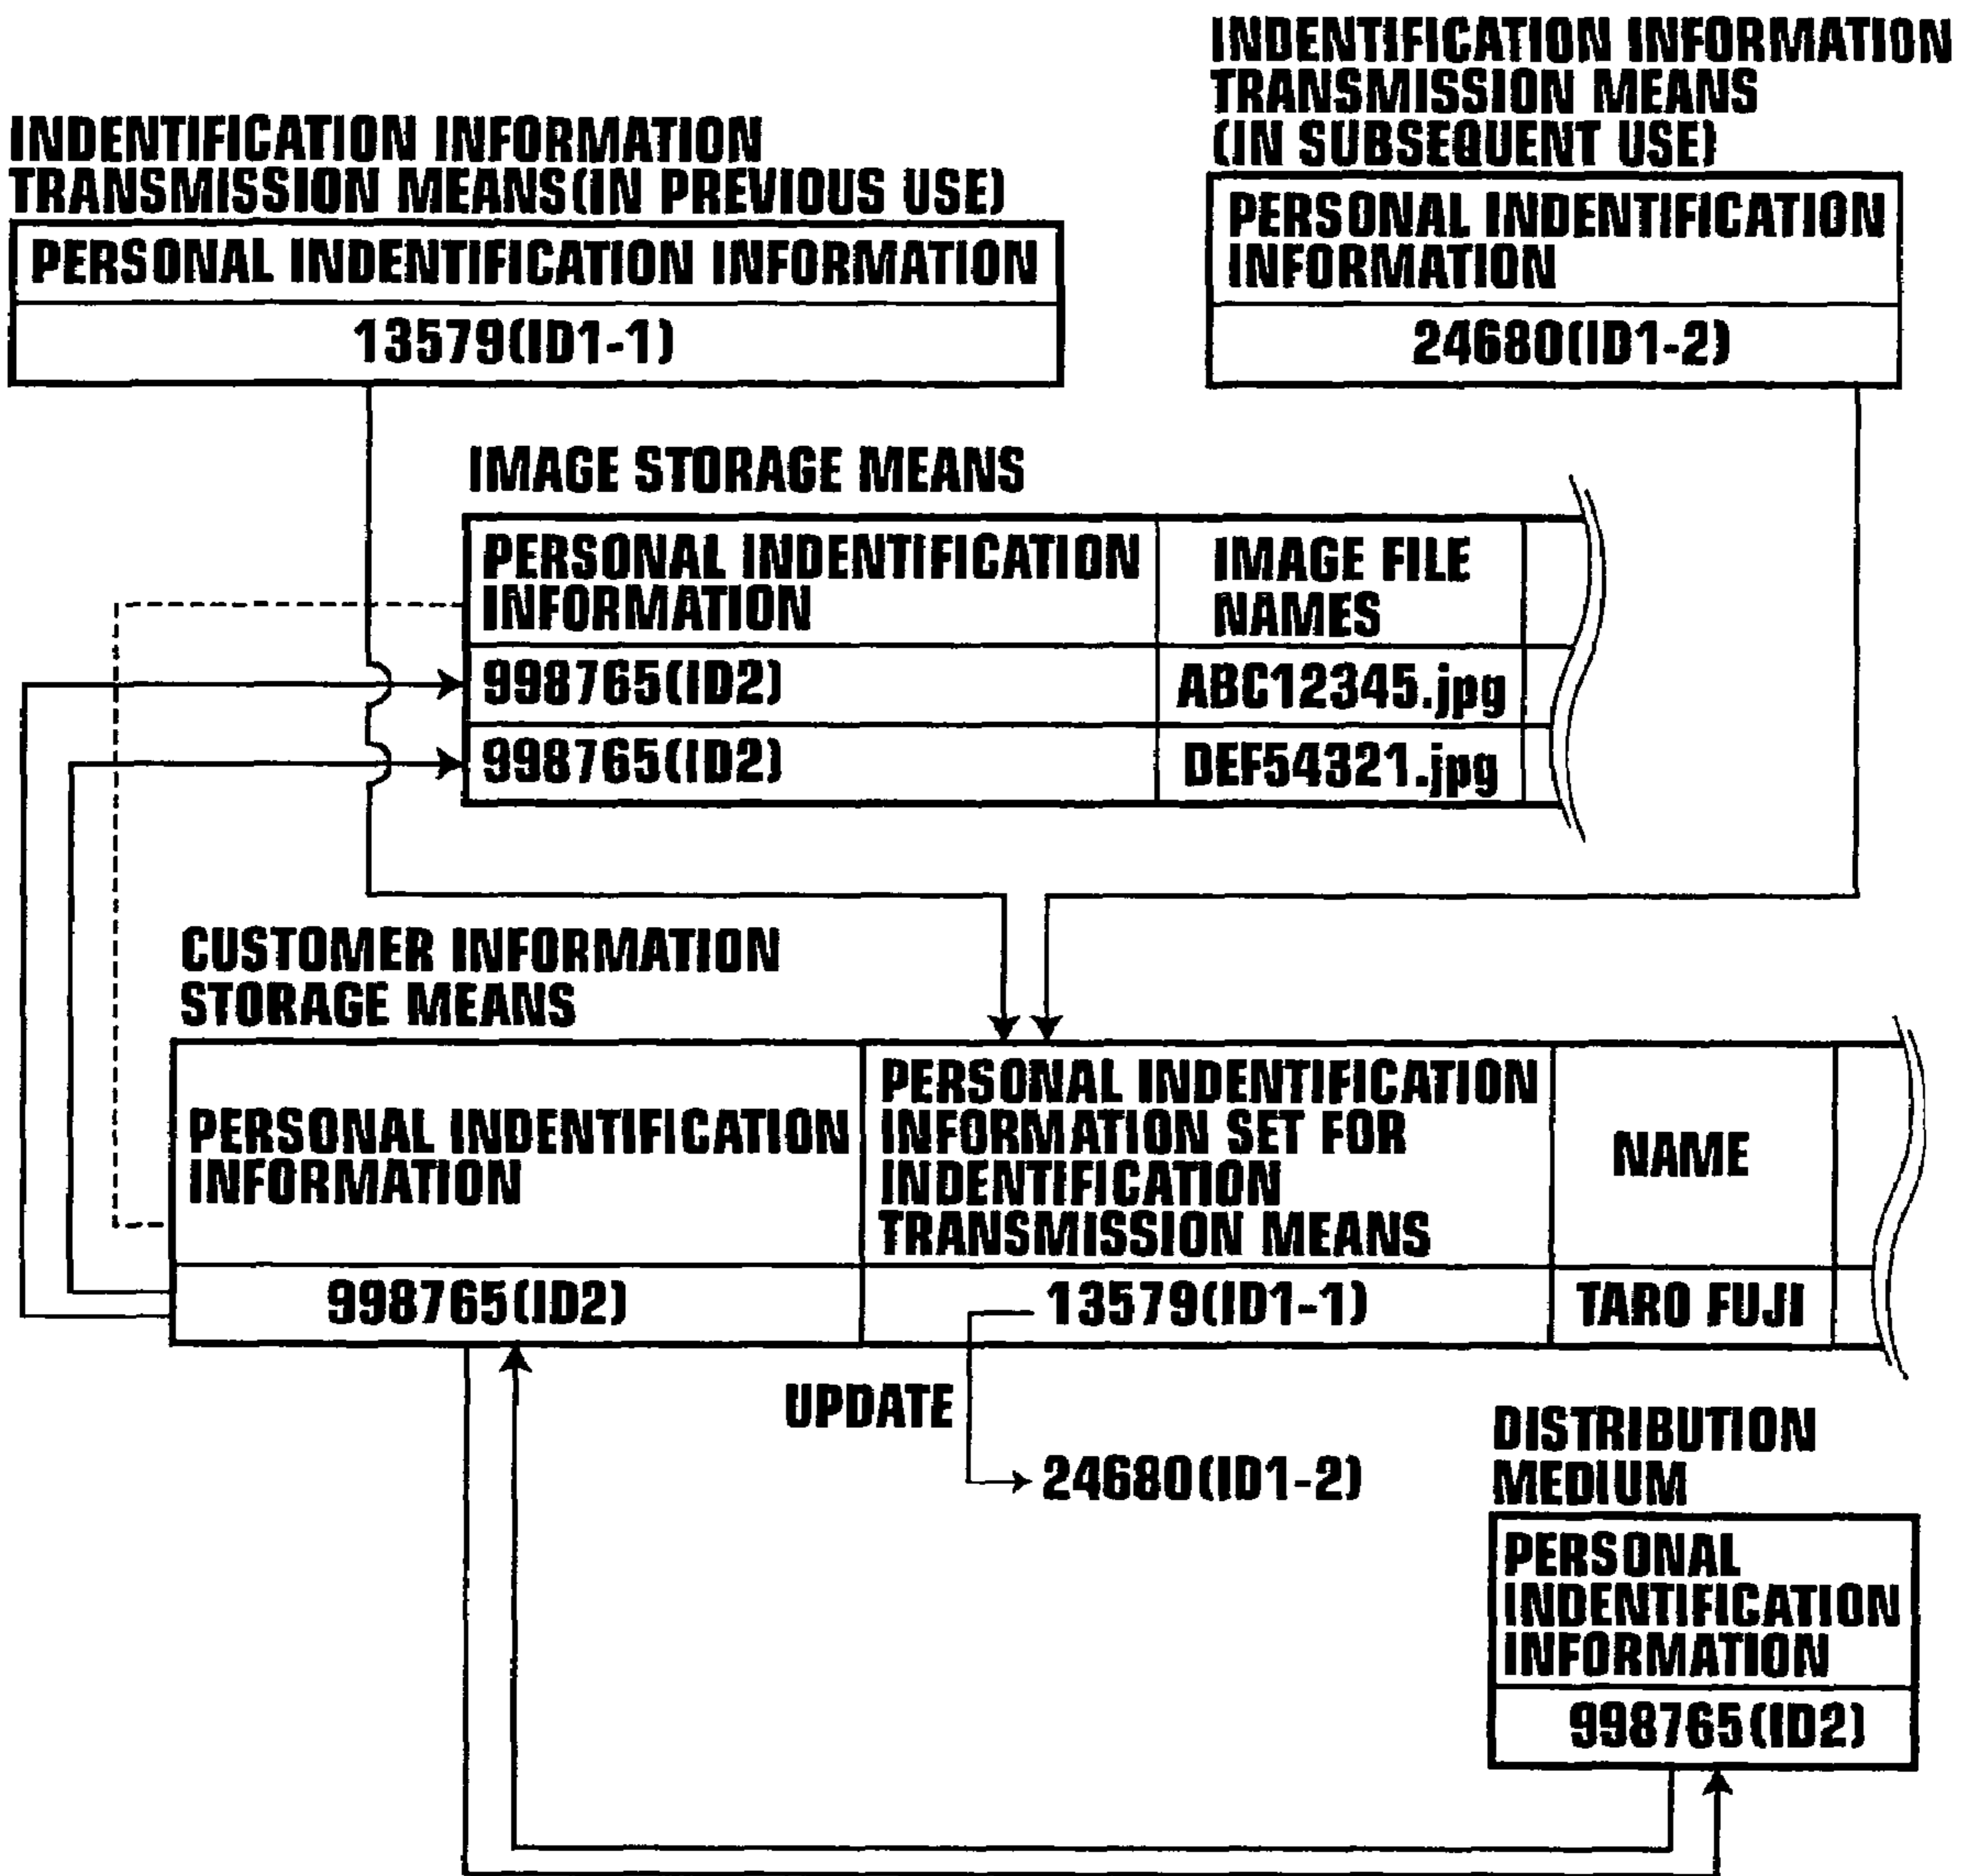 INDENTIFICATION INFORMATION
TRANSMISSION MEANS(IN PREVIOUS USE)
PERSONAL INDENTIFICATION INFORMATION
13579(ID1-1)
INDENTIFICATION INFORMATION
TRANSMISSION MEANS
(IN SUBSEQUENT USE)
PERSONAL INDENTIFICATION
INFORMATION
24680(ID1-2)
IMAGE STORAGE MEANS
PERSONAL INDENTIFICATION
INFORMATION
IMAGE FILE
NAMES
998765(ID2)
ABC12345.jpg
998765(ID2)
DEF54321.jpg
CUSTOMER INFORMATION
STORAGE MEANS
PERSONAL INDENTIFICATION
INFORMATION
PERSONAL INDENTIFICATION
INFORMATION SET FOR
INDENTIFICATION
TRANSMISSION MEANS
NAME
998765(ID2)
13579(ID1-1)
TARO FUJI
UPDATE
24680(ID1-2)
DISTRIBUTION
MEDIUM
PERSONAL
INDENTIFICATION
INFORMATION
998765(ID2)